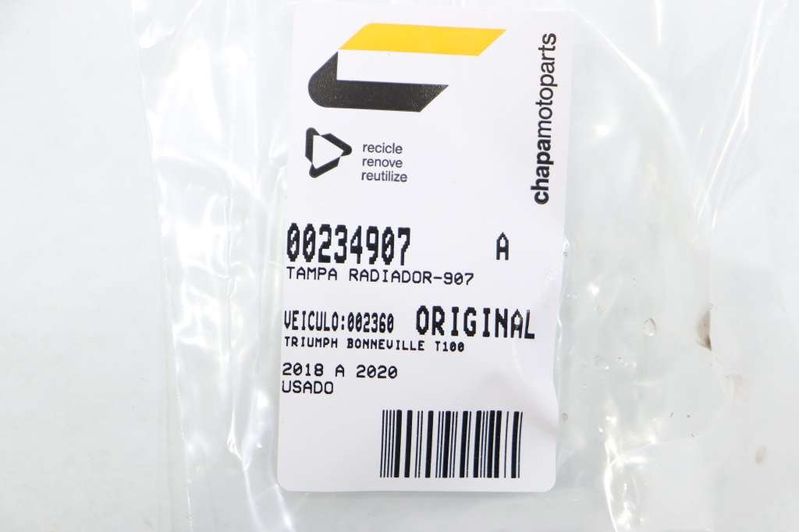 chapamotoparts
recicle
renove
reutilize
00234907 A
TAMPA RADIADOR-907
VEICULO:002360 ORIGINAL
TRIUMPH BONNEVILLE T100
2018 A 2020
USADO